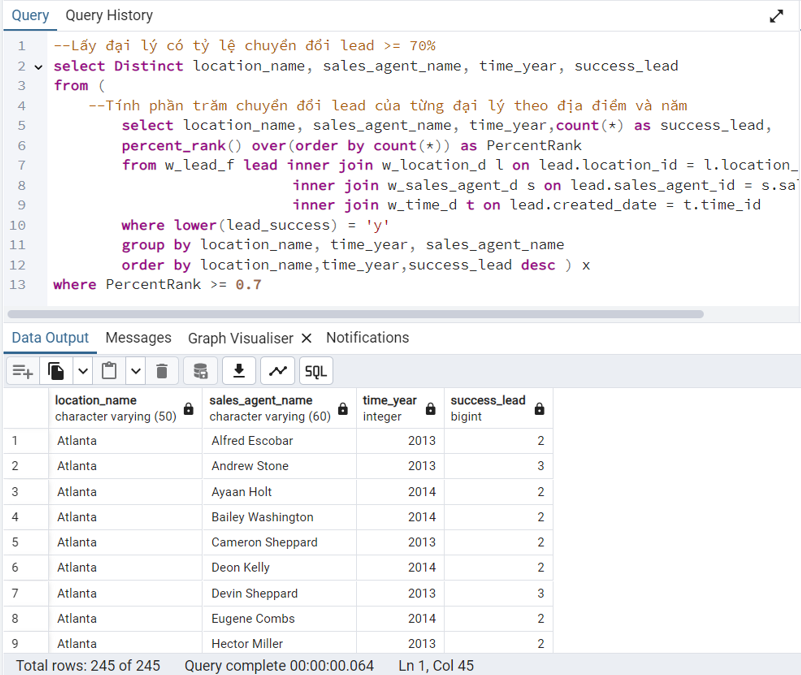 Query Query History
1 --Lấy đại lý có tỷ lệ chuyển đổi lead >= 70%
2 select Distinct location_name, sales_agent_name, time_year, success_lead
3 from (
4 --Tính phần trăm chuyển đổi lead của từng đại lý theo địa điểm và năm
5 select location_name, sales_agent_name, time_year,count(*) as success_lead,
6 percent_rank() over(order by count(*)) as PercentRank
7 from w_lead_f lead inner join w_location_d l on lead.location_id = l.location_
8 inner join w_sales_agent_d s on lead.sales_agent_id = s.sal
9 inner join w_time_d t on lead.created_date = t.time_id
10 where lower(lead_success) = 'y'
11 group by location_name, time_year, sales_agent_name
12 order by location_name,time_year,success_lead desc ) x
13 where PercentRank >= 0.7
Data Output Messages Graph Visualiser × Notifications
SQL
location_name sales_agent_name time_year success_lead
character varying (50) character varying (60) integer bigint
1 Atlanta Alfred Escobar 2013 2
2 Atlanta Andrew Stone 2013 3
3 Atlanta Ayaan Holt 2014 2
4 Atlanta Bailey Washington 2014 2
5 Atlanta Cameron Sheppard 2013 2
6 Atlanta Deon Kelly 2014 2
7 Atlanta Devin Sheppard 2013 3
8 Atlanta Eugene Combs 2014 2
9 Atlanta Hector Miller 2013 2
Total rows: 245 of 245 Query complete 00:00:00.064 Ln 1, Col 45